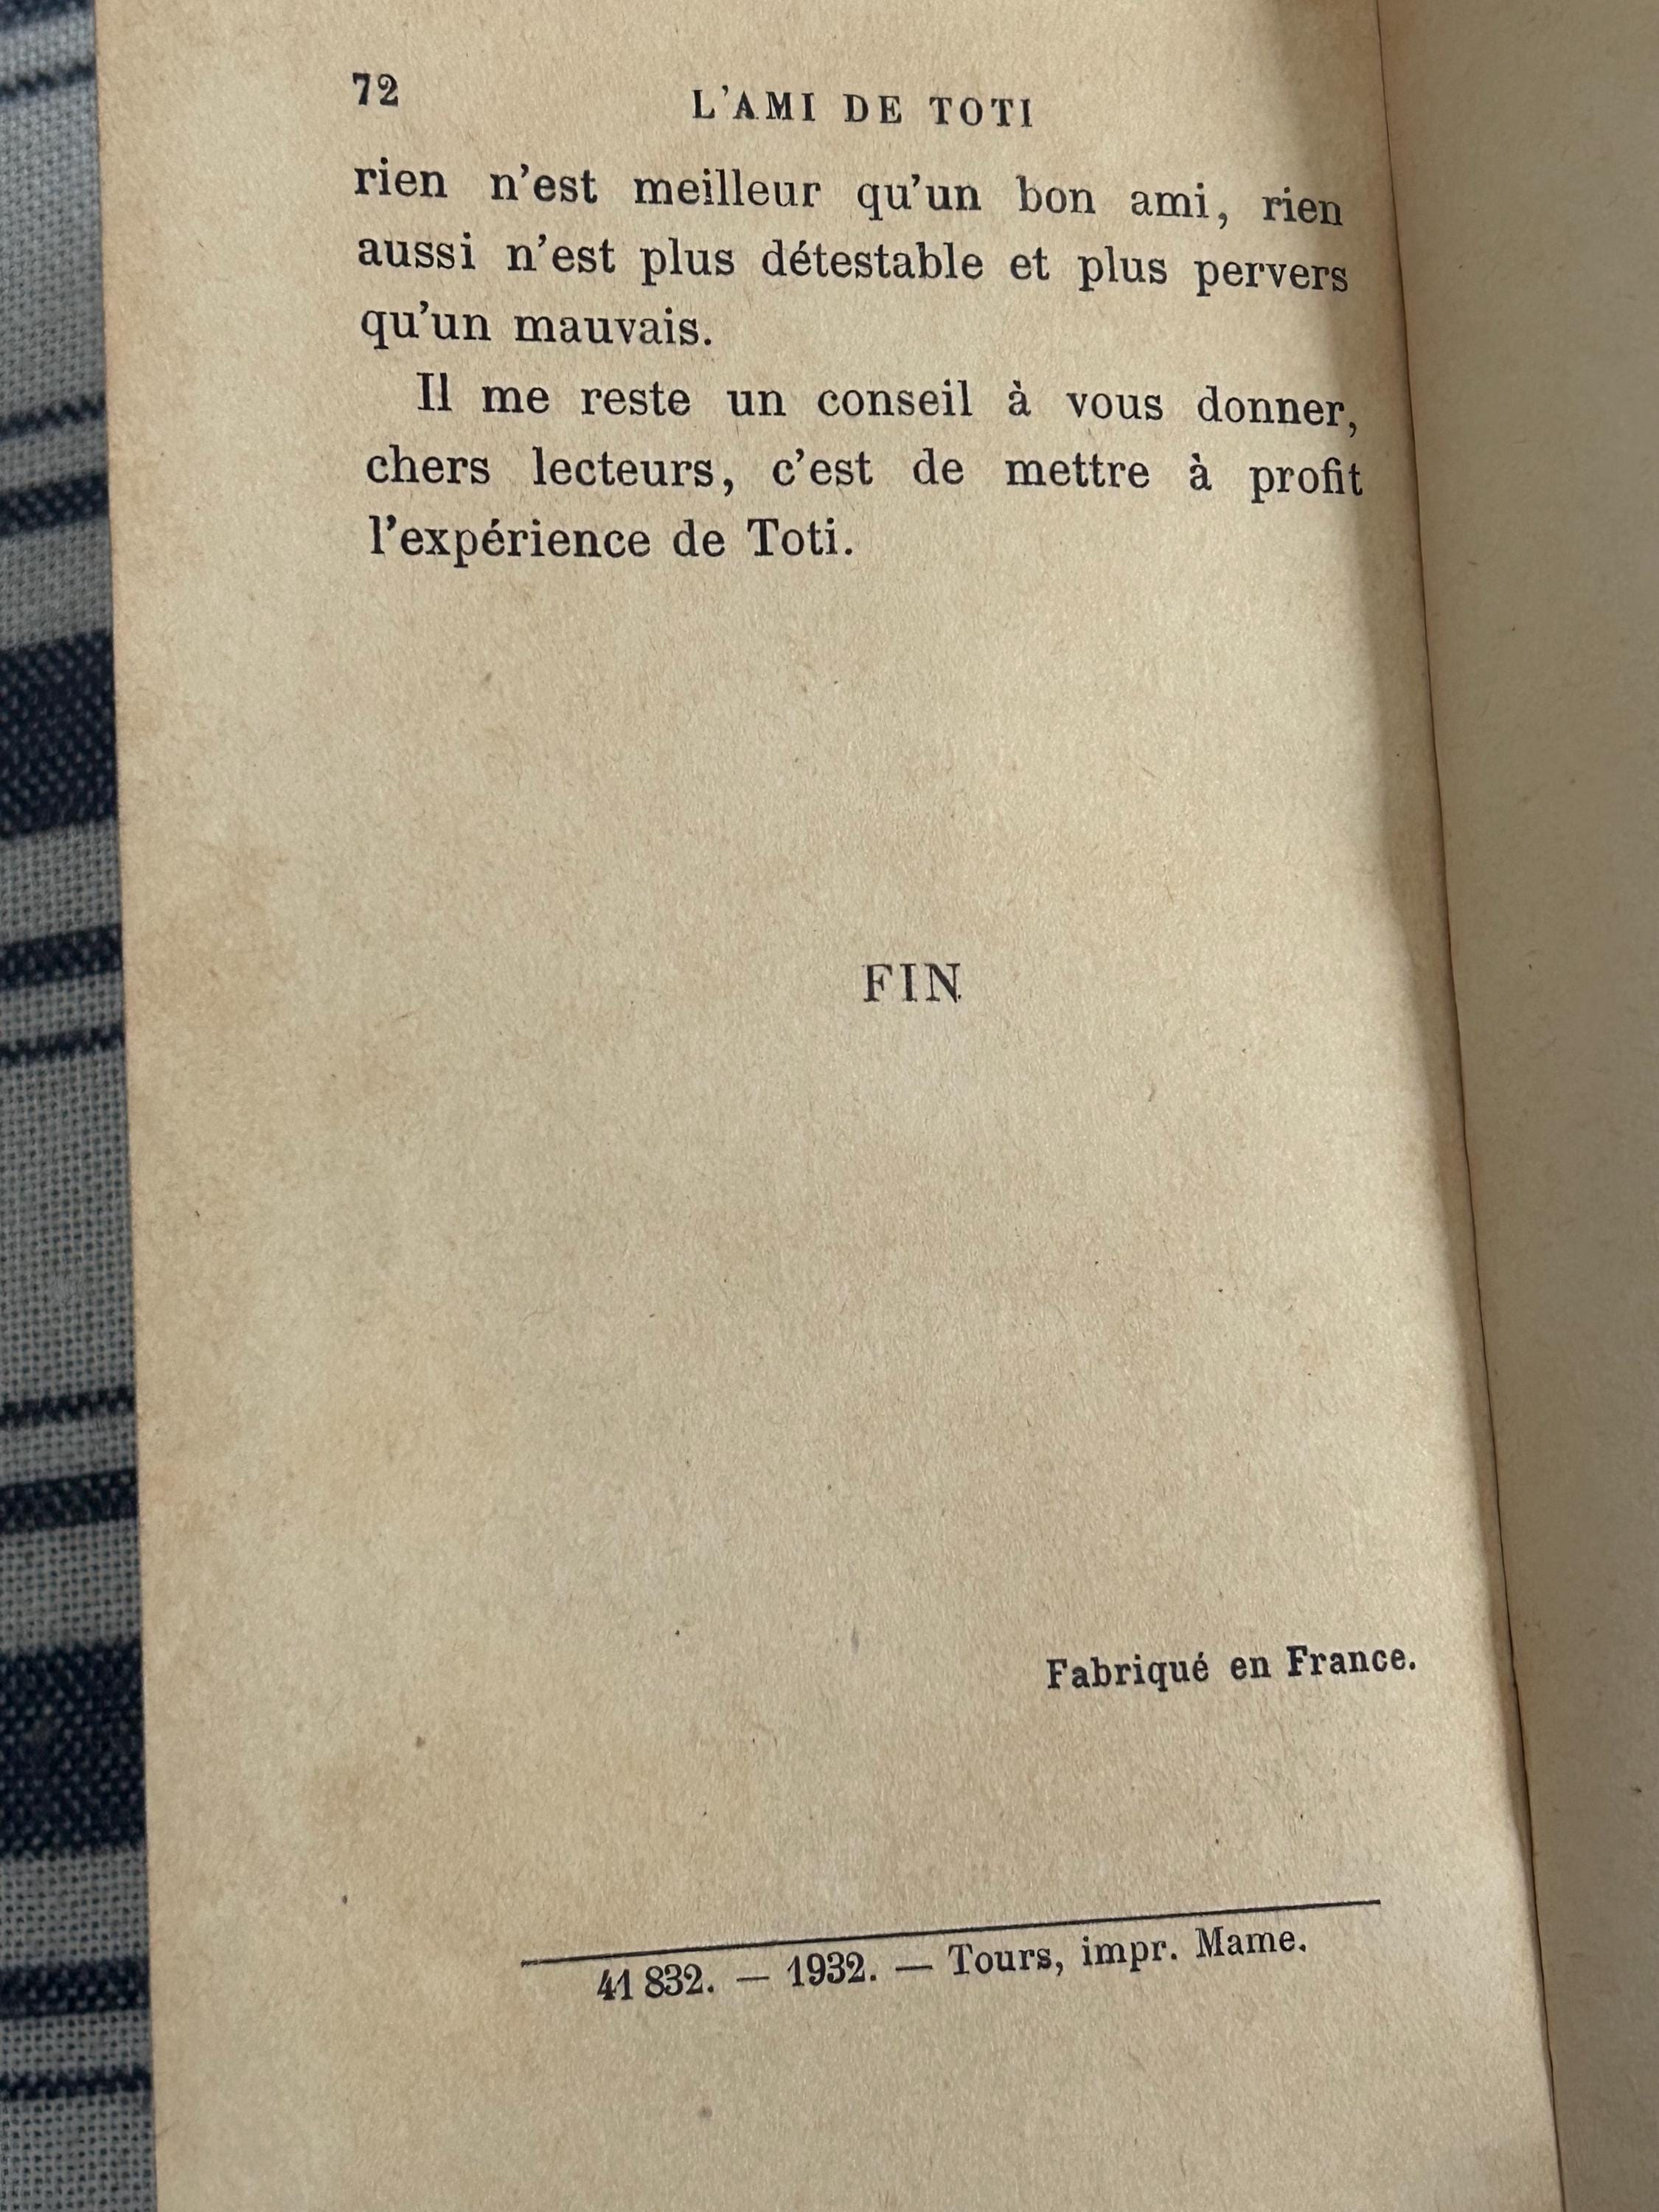 72
L'AMI DE TOTI
rien n'est meilleur qu'un bon ami, rien
aussi n'est plus détestable et plus pervers
qu'un mauvais.
Il me reste un conseil à vous donner,
chers lecteurs, c'est de mettre à profit
l'expérience de Toti.
FIN
Fabriqué en France.
41 832. — 1932. — Tours, impr. Mame.